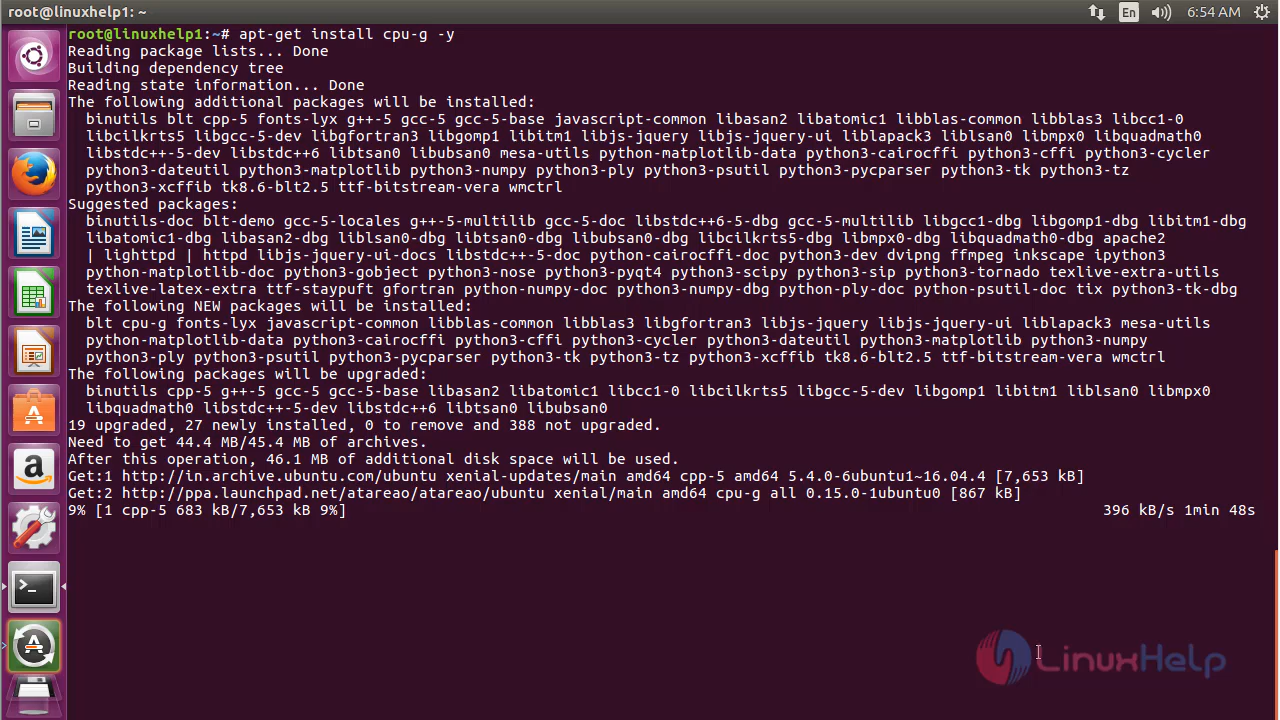 root@linuxhelp1: ~
En
6:54 AM
root@linuxhelp1:~# apt-get install cpu-g -y
Reading package lists... Done
Building dependency tree
Reading state information... Done
The following additional packages will be installed:
binutils blt cpp-5 fonts-lyx g++-5 gcc-5 gcc-5-base javascript-common libasan2 libatomic1 libblas-common libblas3 libcc1-0
libcilkrts5 libgcc-5-dev libgfortran3 libgomp1 libitm1 libjs-jquery libjs-jquery-ui liblapack3 liblsan0 libmpx0 libquadmath0
libstdc++-5-dev libstdc++6 libtsan0 libubsan0 mesa-utils python-matplotlib-data python3-cairocffi python3-cffi python3-cycler
python3-dateutil python3-matplotlib python3-numpy python3-ply python3-psutil python3-pycparser python3-tk python3-tz
python3-xcffib tk8.6-blt2.5 ttf-bitstream-vera wmctrl
Suggested packages:
binutils-doc blt-demo gcc-5-locales g++-5-multilib gcc-5-doc libstdc++6-5-dbg gcc-5-multilib libgcc1-dbg libgomp1-dbg libitm1-dbg
libatomic1-dbg libasan2-dbg liblsan0-dbg libtsan0-dbg libubsan0-dbg libcilkrts5-dbg libmpx0-dbg libquadmath0-dbg apache2
| lighttpd | httpd libjs-jquery-ui-docs libstdc++-5-doc python-cairocffi-doc python3-dev dvipng ffmpeg inkscape ipython3
python-matplotlib-doc python3-gobject python3-nose python3-pyqt4 python3-scipy python3-sip python3-tornado texlive-extra-utils
texlive-latex-extra ttf-staypuft gfortran python-numpy-doc python3-numpy-dbg python-ply-doc python-psutil-doc tix python3-tk-dbg
The following NEW packages will be installed:
blt cpu-g fonts-lyx javascript-common libblas-common libblas3 libgfortran3 libjs-jquery libjs-jquery-ui liblapack3 mesa-utils
python-matplotlib-data python3-cairocffi python3-cffi python3-cycler python3-dateutil python3-matplotlib python3-numpy
python3-ply python3-psutil python3-pycparser python3-tk python3-tz python3-xcffib tk8.6-blt2.5 ttf-bitstream-vera wmctrl
The following packages will be upgraded:
binutils cpp-5 g++-5 gcc-5 gcc-5-base libasan2 libatomic1 libcc1-0 libcilkrts5 libgcc-5-dev libgomp1 libitm1 liblsan0 libmpx0
libquadmath0 libstdc++-5-dev libstdc++6 libtsan0 libubsan0
19 upgraded, 27 newly installed, 0 to remove and 388 not upgraded.
Need to get 44.4 MB/45.4 MB of archives.
After this operation, 46.1 MB of additional disk space will be used.
Get:1 http://in.archive.ubuntu.com/ubuntu xenial-updates/main amd64 cpp-5 amd64 5.4.0-6ubuntu1~16.04.4 [7,653 kB]
Get:2 http://ppa.launchpad.net/atareao/atareao/ubuntu xenial/main amd64 cpu-g all 0.15.0-1ubuntu0 [867 kB]
9% [1 cpp-5 683 kB/7,653 kB 9%] 396 kB/s 1min 48s
LinuxHelp